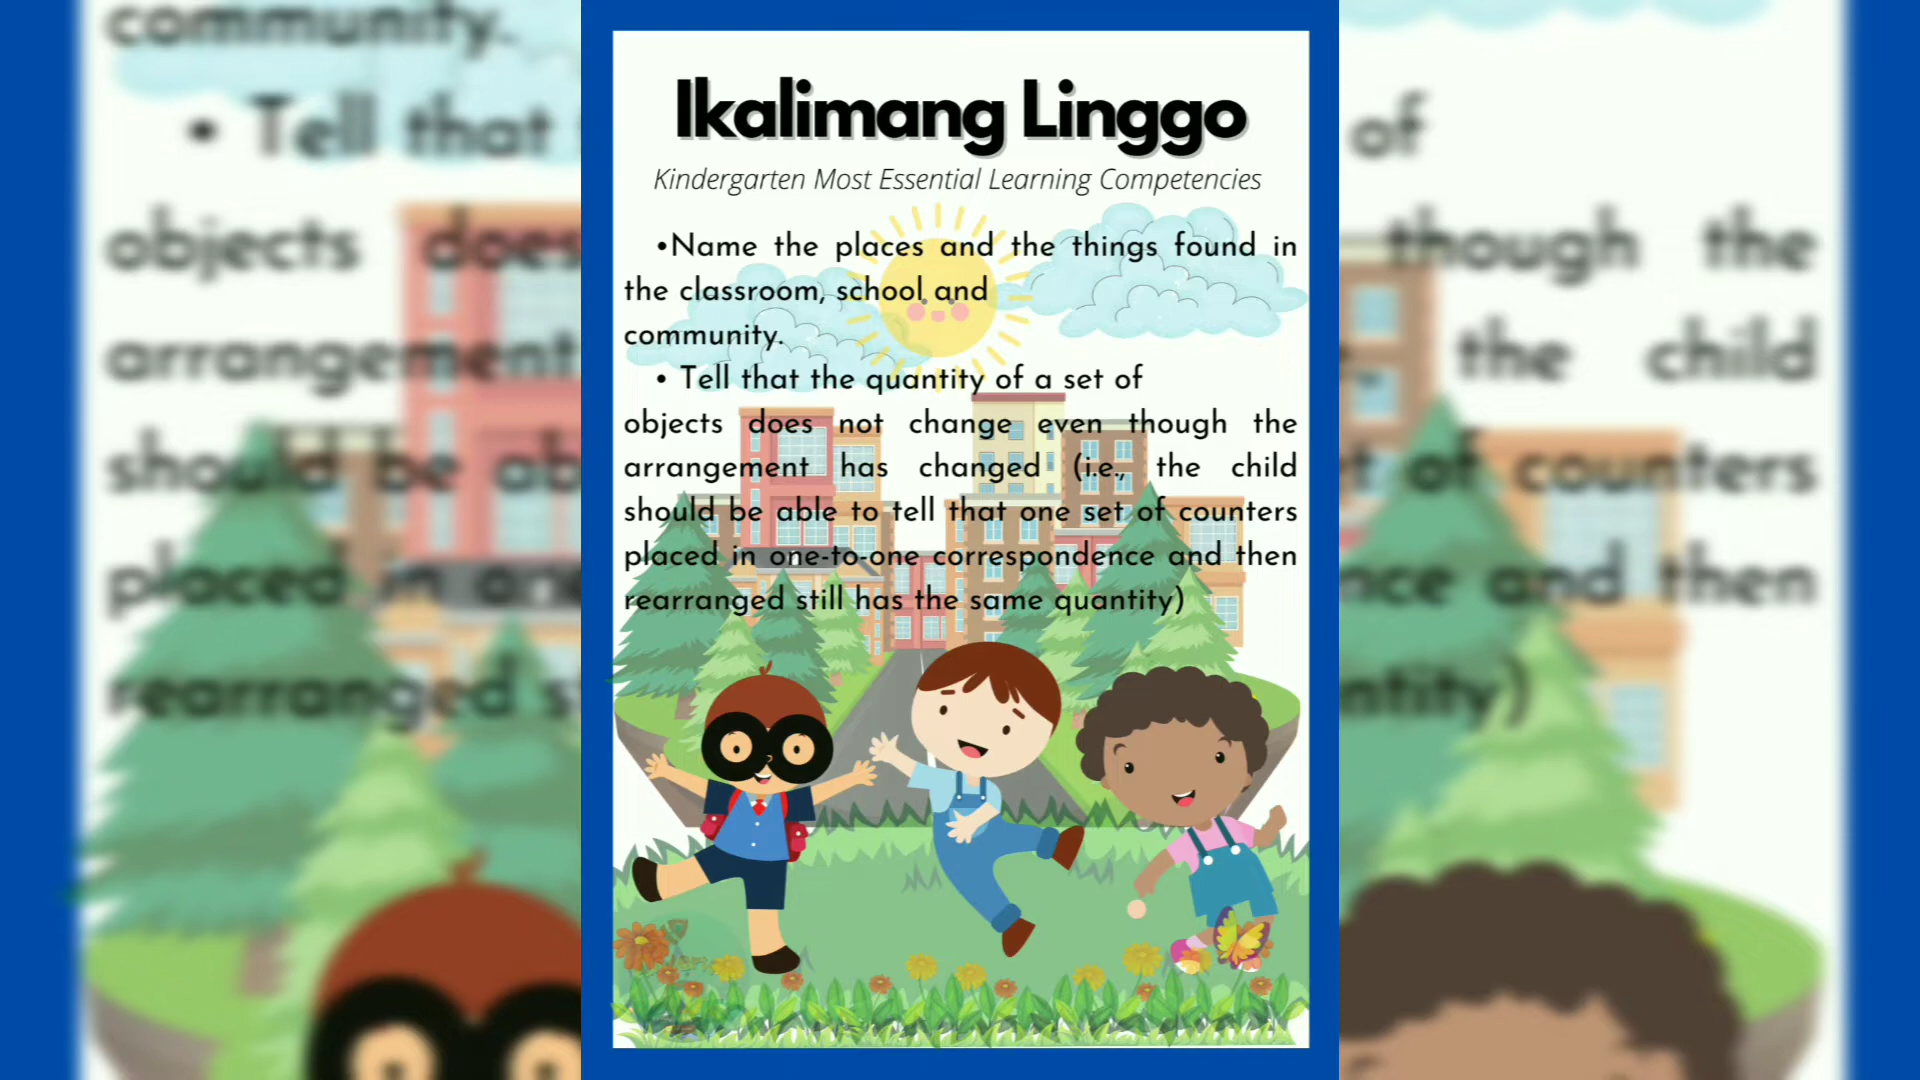 Ikalimang Linggo
Kindergarten Most Essential Learning Competencies
•Name the places and the things found in
the classroom, school and
community.
• Tell that the quantity of a set of
objects does not change even though the
arrangement has changed (i.e., the child
should be able to tell that one set of counters
placed in one-to-one correspondence and then
rearranged still has the same quantity)